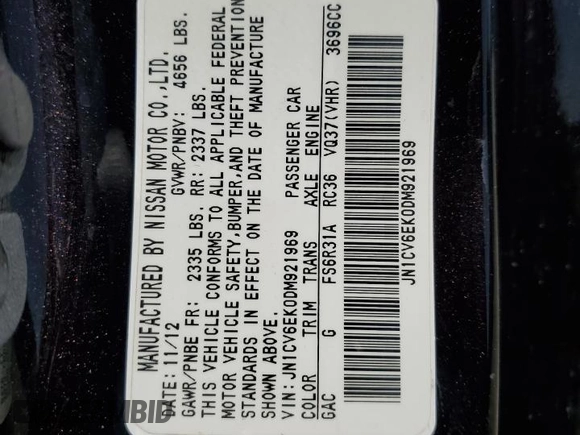 MANUFACTURED BY NISSAN MOTOR CO.,LTD.
DATE: 11/12 GVWR/PNBV: 4656 LBS.
GAWR/PNBE FR: 2335 LBS. RR: 2337 LBS.
THIS VEHICLE CONFORMS TO ALL APPLICABLE FEDERAL
MOTOR VEHICLE SAFETY,BUMPER,AND THEFT PREVENTION
STANDARDS IN EFFECT ON THE DATE OF MANUFACTURE
SHOWN ABOVE.
VIN: JN1CV6EK0DM921969 PASSENGER CAR
COLOR TRIM TRANS AXLE ENGINE
GAC G FS6R31A RC36 VQ37(VHR) 3696CC
JN1CV6EK0DM921969